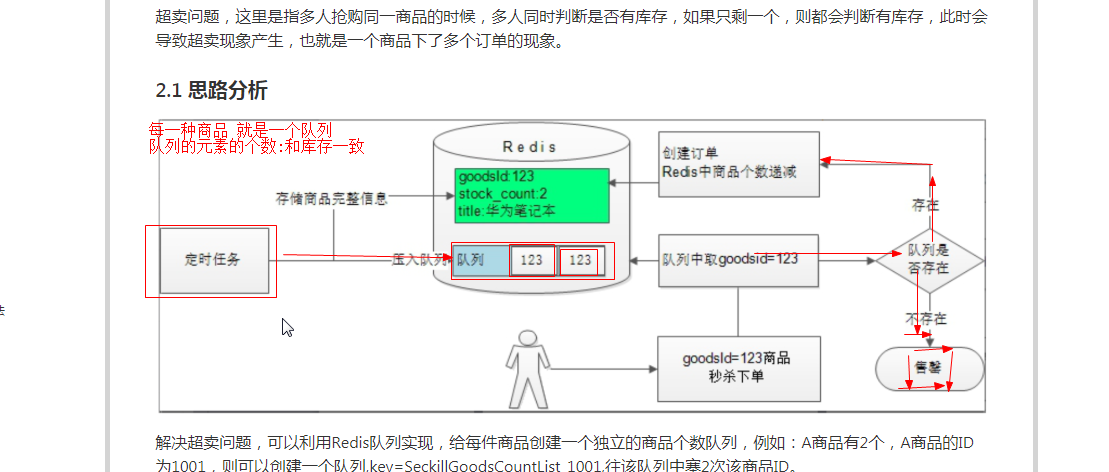 超卖问题，这里是指多人抢购同一商品的时候，多人同时判断是否有库存，如果只剩一个，则都会判断有库存，此时会
导致超卖现象产生，也就是一个商品下了多个订单的现象。
2.1 思路分析
每一种商品 就是一个队列
队列的元素的个数:和库存一致
Redis
goodsId:123
stock_count:2
title:华为笔记本
创建订单
Redis中商品个数递减
存储商品完整信息
存在
定时任务
压入队列
队列
123
123
队列中取goodsid=123
队列是
否存在
不存在
goodsId=123商品
秒杀下单
售罄
解决超卖问题，可以利用Redis队列实现，给每件商品创建一个独立的商品个数队列，例如：A商品有2个，A商品的ID
为1001，则可以创建一个队列,key=SeckillGoodsCountList_1001,往该队列中塞2次该商品ID。